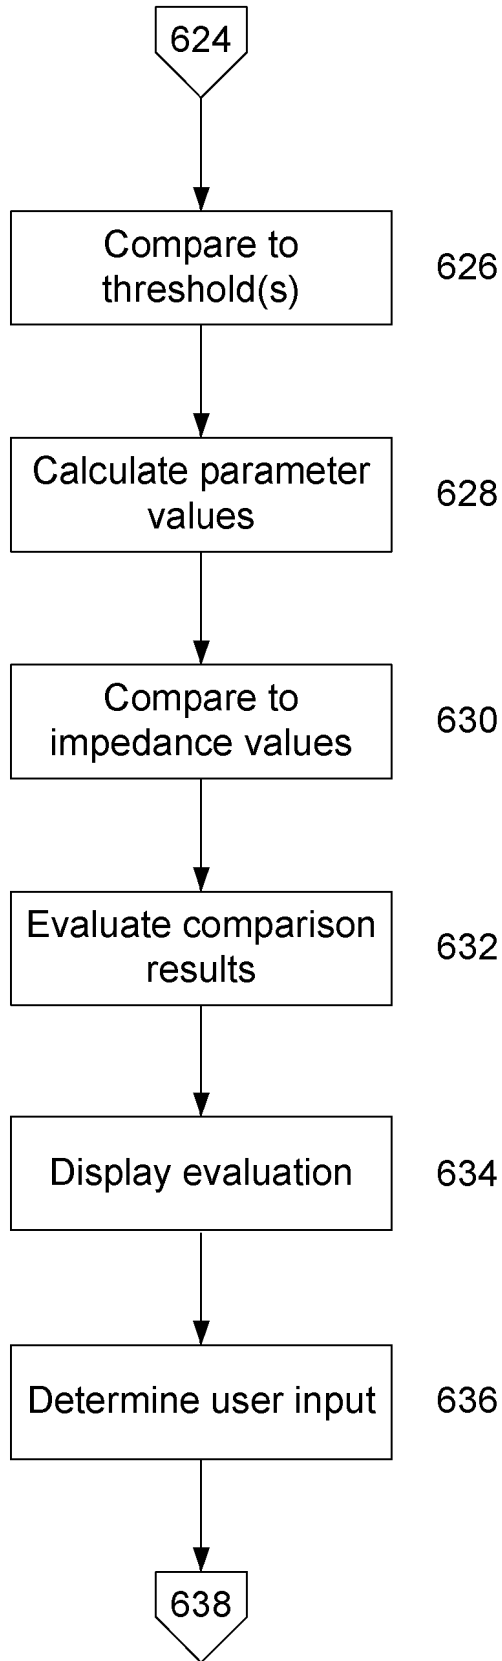 624
Compare to
threshold(s)
626
Calculate parameter
values
628
Compare to
impedance values
630
Evaluate comparison
results
632
Display evaluation
634
Determine user input
636
638